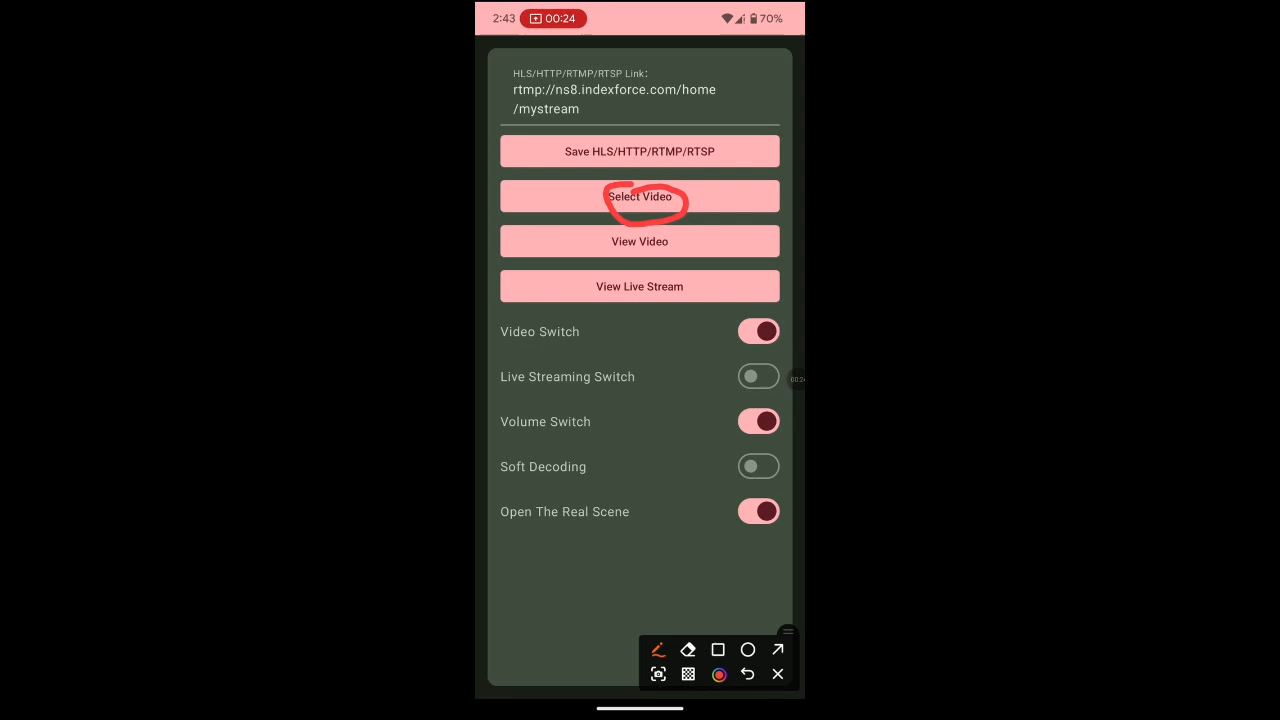 2:43 00:24 70%
HLS/HTTP/RTMP/RTSP Link:
rtmp://ns8.indexforce.com/home
/mystream
Save HLS/HTTP/RTMP/RTSP
Select Video
View Video
View Live Stream
Video Switch
Live Streaming Switch
Volume Switch
Soft Decoding
Open The Real Scene